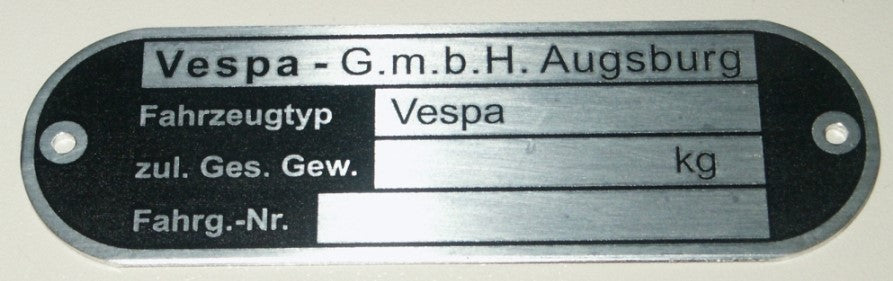 Vespa - G.m.b.H. Augsburg
Fahrzeugtyp Vespa
zul. Ges. Gew. kg
Fahrg.-Nr.